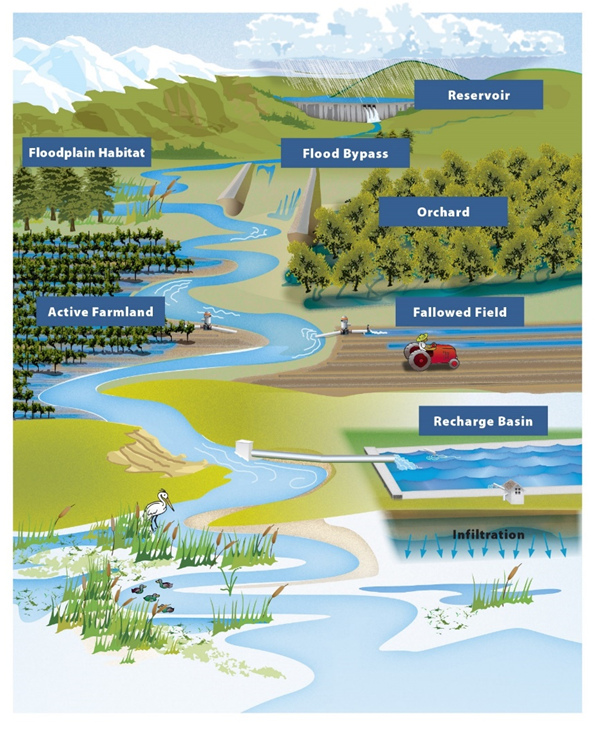 Reservoir
Floodplain Habitat
Flood Bypass
Orchard
Active Farmland
Fallowed Field
Recharge Basin
Infiltration